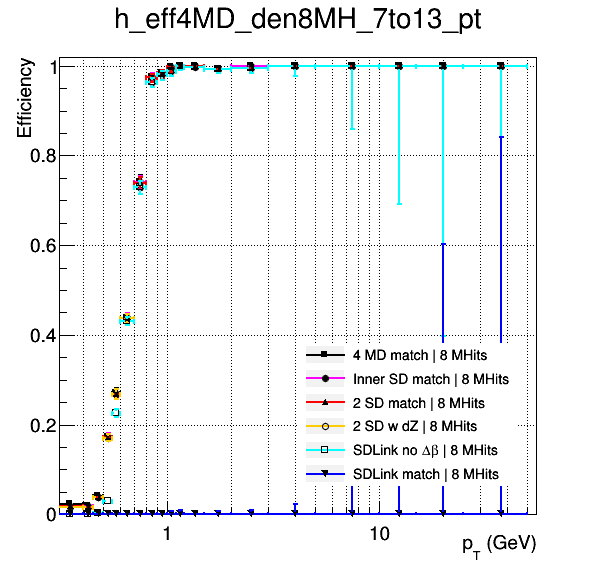 h_eff4MD_den8MH_7to13_pt
Efficiency
1
0.8
0.6
0.4
0.2
0
4 MD match | 8 MHits
Inner SD match | 8 MHits
2 SD match | 8 MHits
2 SD w dZ | 8 MHits
SDLink no Δβ | 8 MHits
SDLink match | 8 MHits
1
10
pT (GeV)